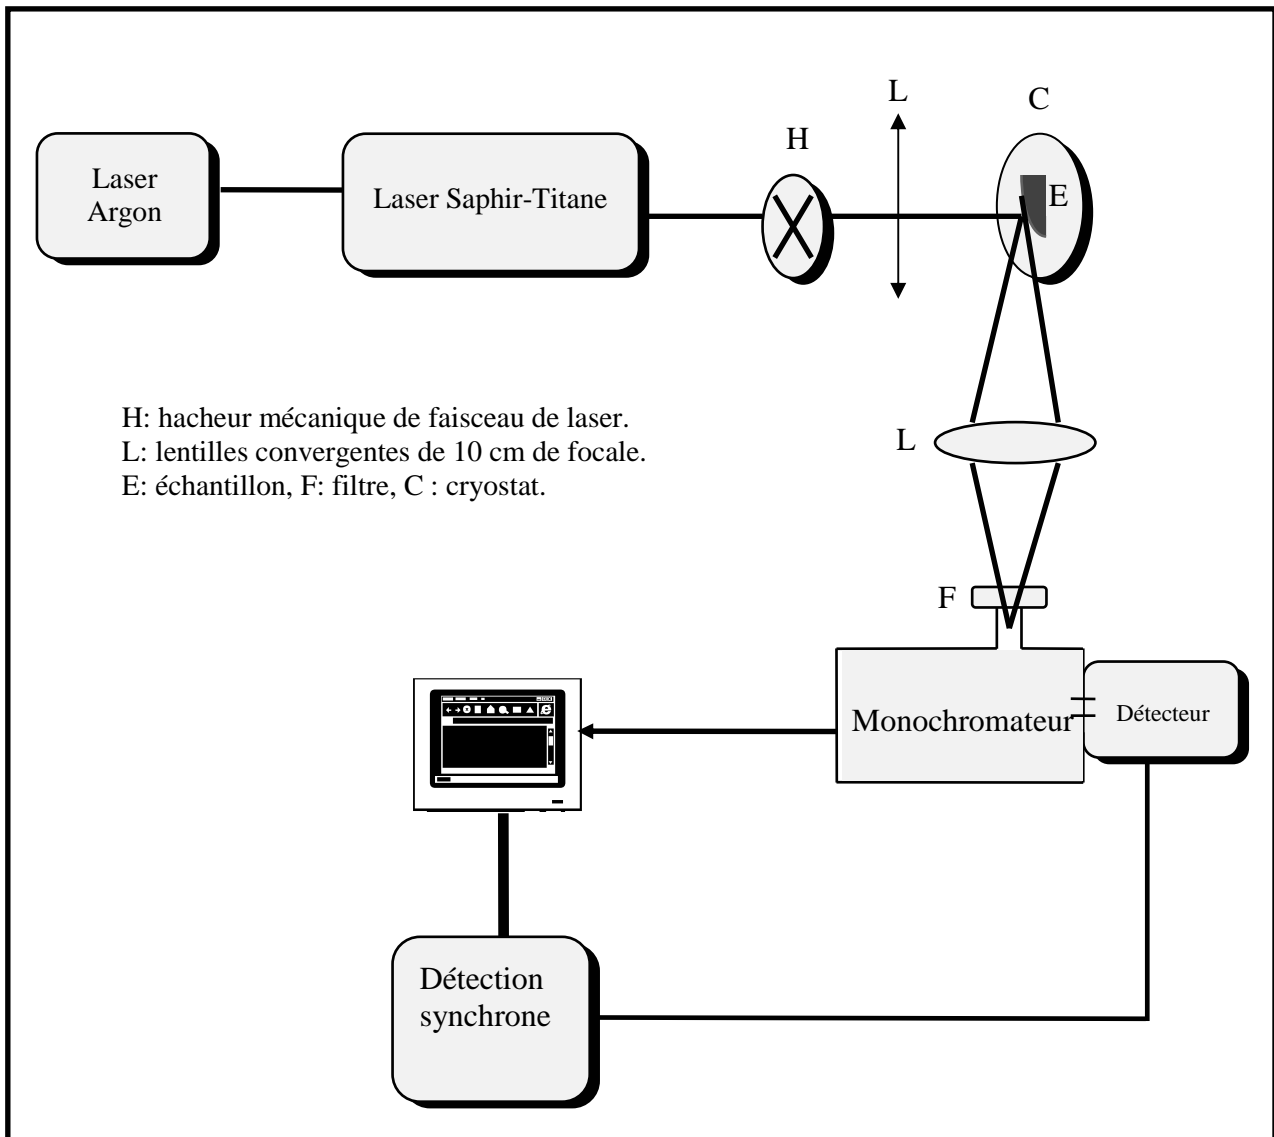 L
C
H
Laser
Argon
Laser Saphir-Titane
E
H: hacheur mécanique de faisceau de laser.
L: lentilles convergentes de 10 cm de focale.
E: échantillon, F: filtre, C : cryostat.
L
F
Monochromateur
Détecteur
Détection
synchrone